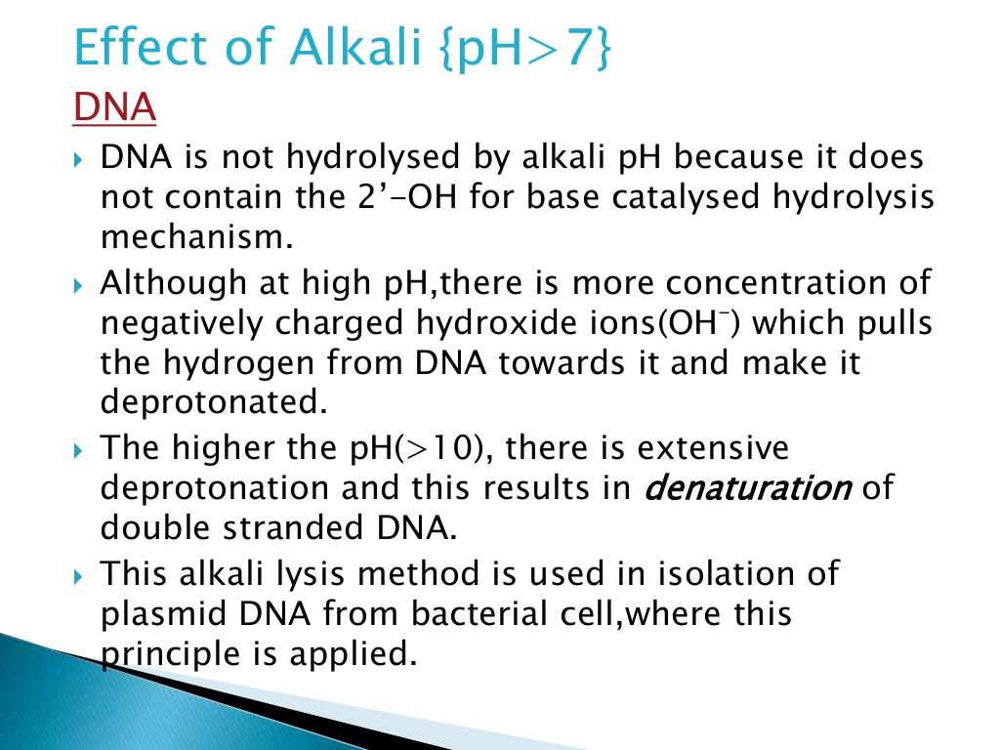 Effect of Alkali {pH>7}
DNA
DNA is not hydrolysed by alkali pH because it does
not contain the 2’-OH for base catalysed hydrolysis
mechanism.
Although at high pH,there is more concentration of
negatively charged hydroxide ions(OH⁻) which pulls
the hydrogen from DNA towards it and make it
deprotonated.
The higher the pH(>10), there is extensive
deprotonation and this results in denaturation of
double stranded DNA.
This alkali lysis method is used in isolation of
plasmid DNA from bacterial cell,where this
principle is applied.